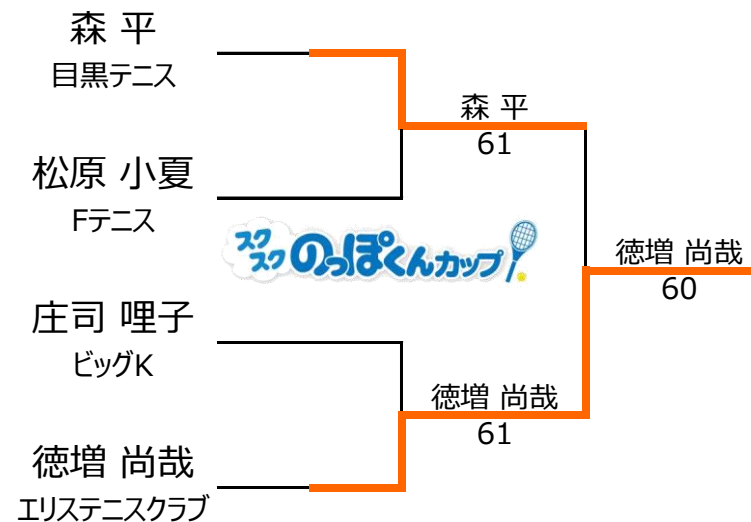 森 平
目黒テニス
森 平
61
松原 小夏
Fテニス
スクスク のっぽくんカップ
徳増 尚哉
60
庄司 哩子
ビッグK
徳増 尚哉
61
徳増 尚哉
エリステニスクラブ